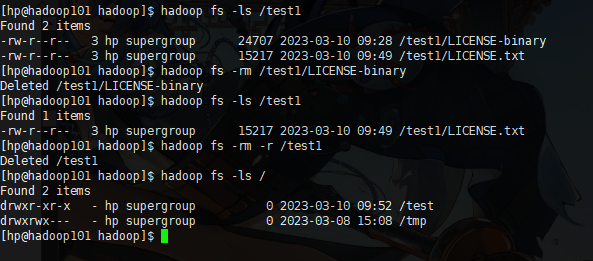 [hp@hadoop101 hadoop]$ hadoop fs -ls /test1
Found 2 items
-rw-r--r--   3 hp supergroup      24707 2023-03-10 09:28 /test1/LICENSE-binary
-rw-r--r--   3 hp supergroup      15217 2023-03-10 09:49 /test1/LICENSE.txt
[hp@hadoop101 hadoop]$ hadoop fs -rm /test1/LICENSE-binary
Deleted /test1/LICENSE-binary
[hp@hadoop101 hadoop]$ hadoop fs -ls /test1
Found 1 items
-rw-r--r--   3 hp supergroup      15217 2023-03-10 09:49 /test1/LICENSE.txt
[hp@hadoop101 hadoop]$ hadoop fs -rm -r /test1
Deleted /test1
[hp@hadoop101 hadoop]$ hadoop fs -ls /
Found 2 items
drwxr-xr-x   - hp supergroup          0 2023-03-10 09:52 /test
drwxrwx---   - hp supergroup          0 2023-03-08 15:08 /tmp
[hp@hadoop101 hadoop]$